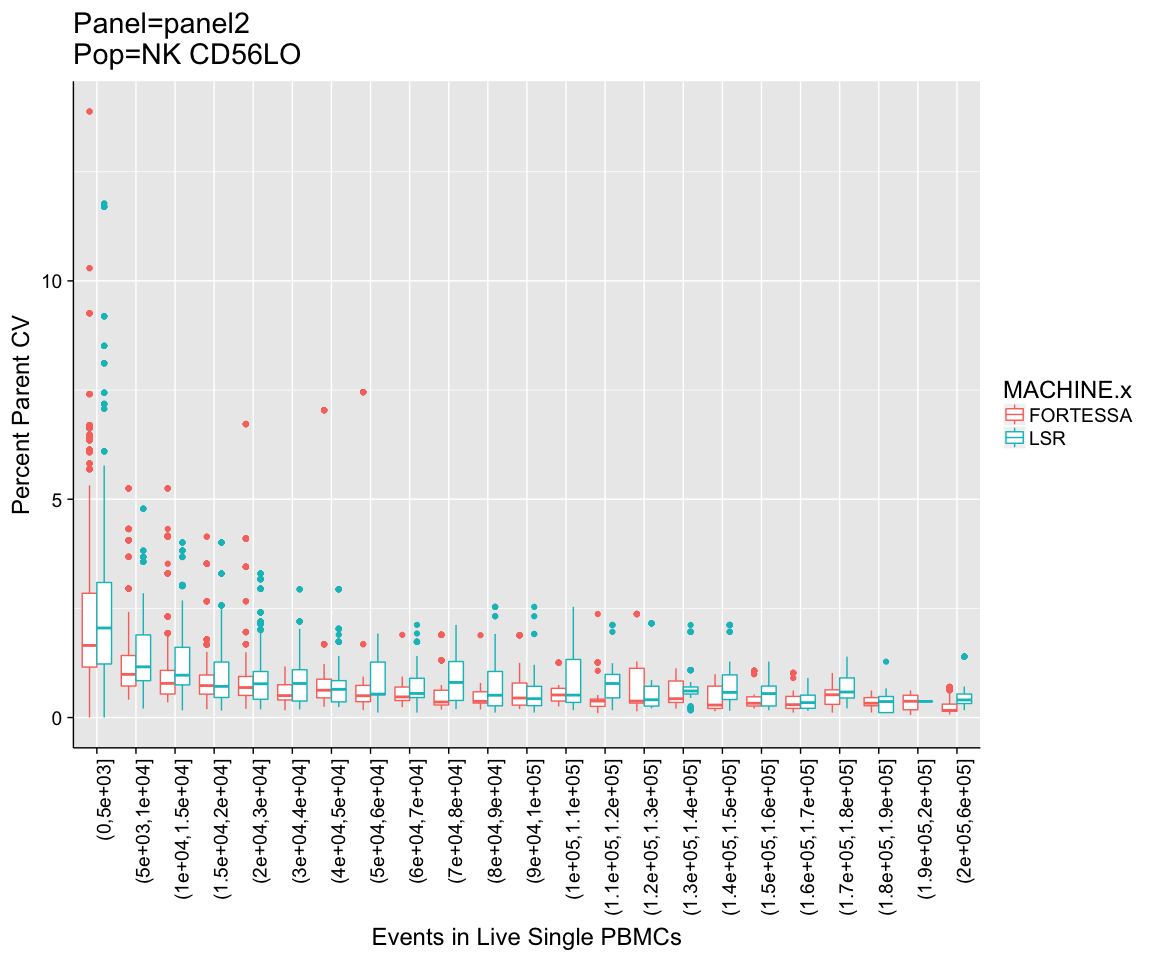 Panel=panel2
Pop=NK CD56LO
Percent Parent CV
10
5
0
(0,5e+03]
(5e+03,1e+04]
(1e+04,1.5e+04]
(1.5e+04,2e+04]
(2e+04,3e+04]
(3e+04,4e+04]
(4e+04,5e+04]
(5e+04,6e+04]
(6e+04,7e+04]
(7e+04,8e+04]
(8e+04,9e+04]
(9e+04,1e+05]
(1e+05,1.1e+05]
(1.1e+05,1.2e+05]
(1.2e+05,1.3e+05]
(1.3e+05,1.4e+05]
(1.4e+05,1.5e+05]
(1.5e+05,1.6e+05]
(1.6e+05,1.7e+05]
(1.7e+05,1.8e+05]
(1.8e+05,1.9e+05]
(1.9e+05,2e+05]
(2e+05,6e+05]
Events in Live Single PBMCs
MACHINE.x
FORTESSA
LSR